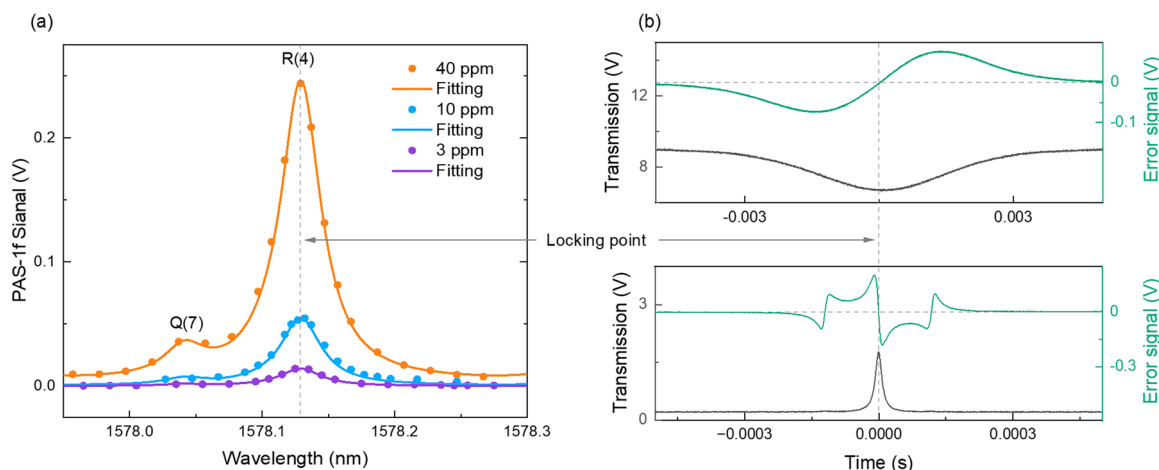 (a)
R(4)
40 ppm
Fitting
10 ppm
Fitting
3 ppm
Fitting
Q(7)
PAS-1f Sianal (V)
0.2
0.1
0.0
1578.0
1578.1
1578.2
1578.3
Wavelength (nm)
Locking point
(b)
Transmission (V)
12
8
0
-0.1
Error signal (V)
-0.003
0.003
Transmission (V)
3
0
0
-0.3
Error signal (V)
−0.0003
0.0000
0.0003
Time (s)